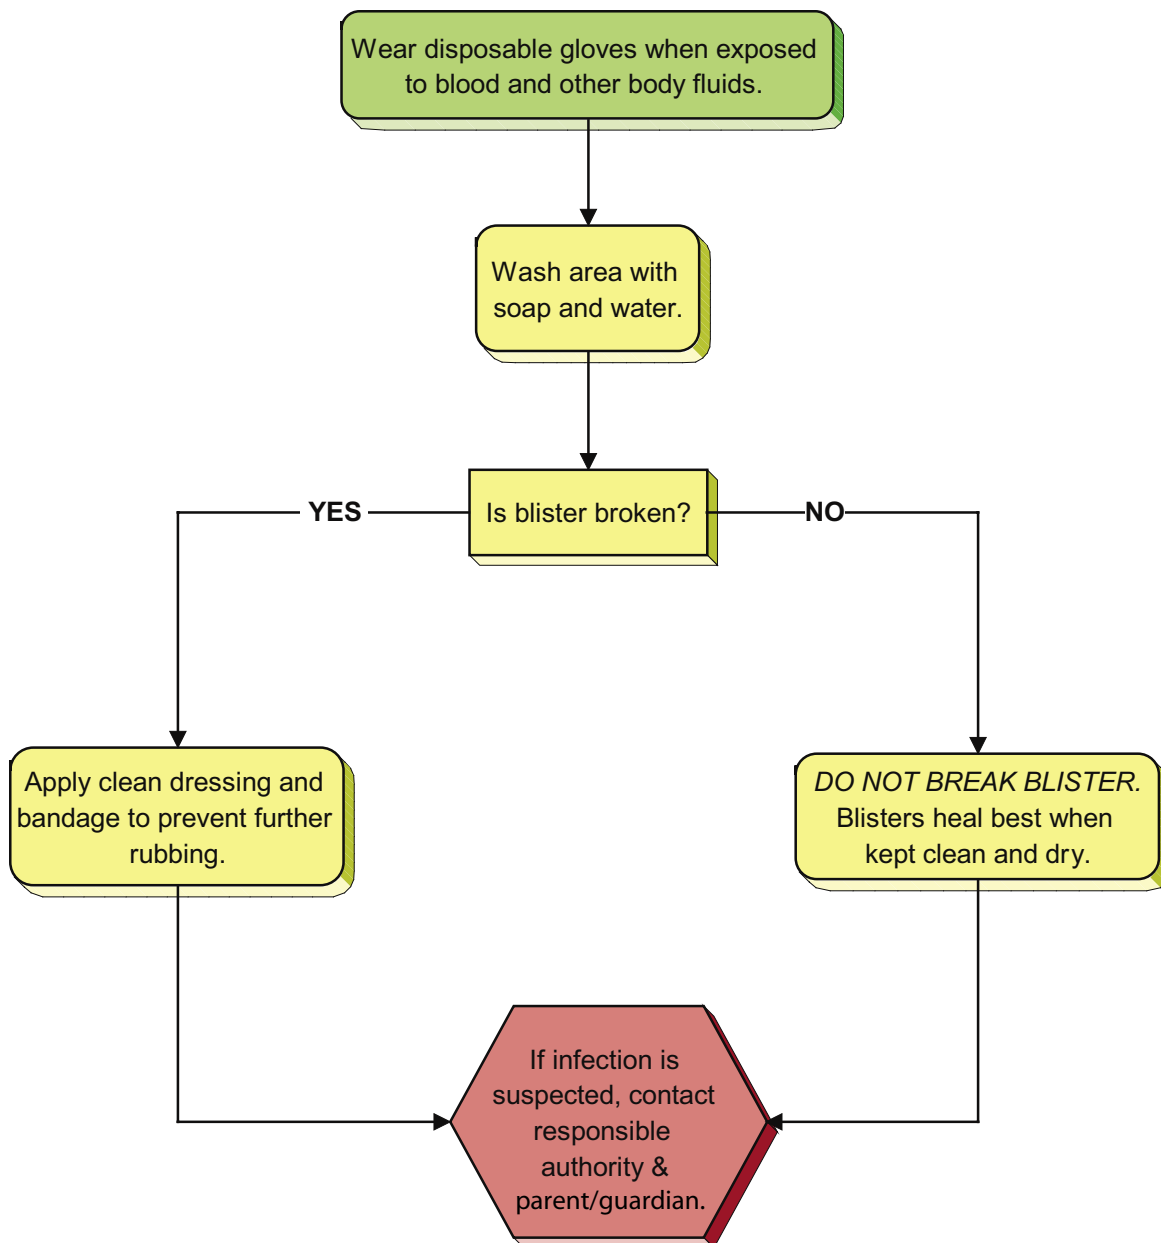 Wear disposable gloves when exposed
to blood and other body fluids.
Wash area with
soap and water.
Is blister broken?
YES
NO
Apply clean dressing and
bandage to prevent further
rubbing.
DO NOT BREAK BLISTER.
Blisters heal best when
kept clean and dry.
If infection is
suspected, contact
responsible
authority &
parent/guardian.